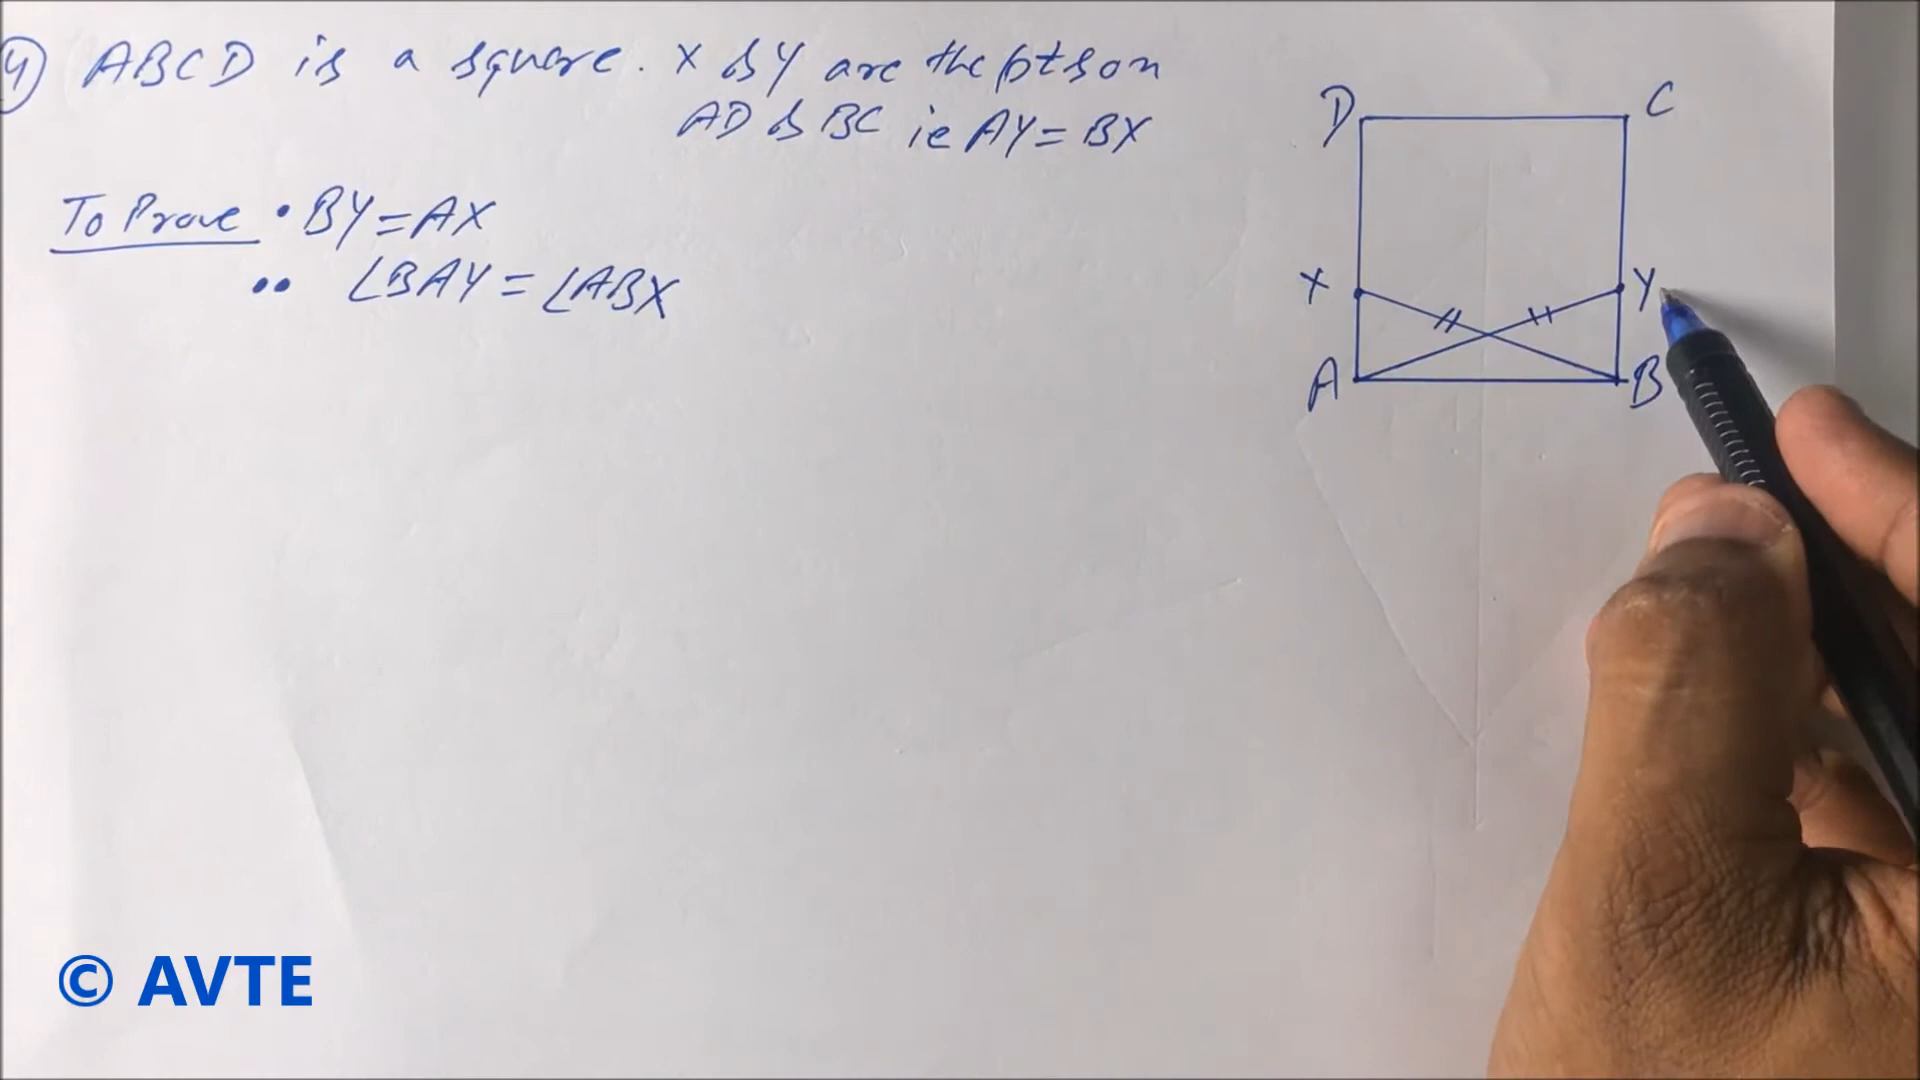 4) ABCD is a square. X & Y are the pts on
AD & BC ie AY = BX
To Prove • BY = AX
•• ∠BAY = ∠ABX
D
C
X
Y
A
B
© AVTE